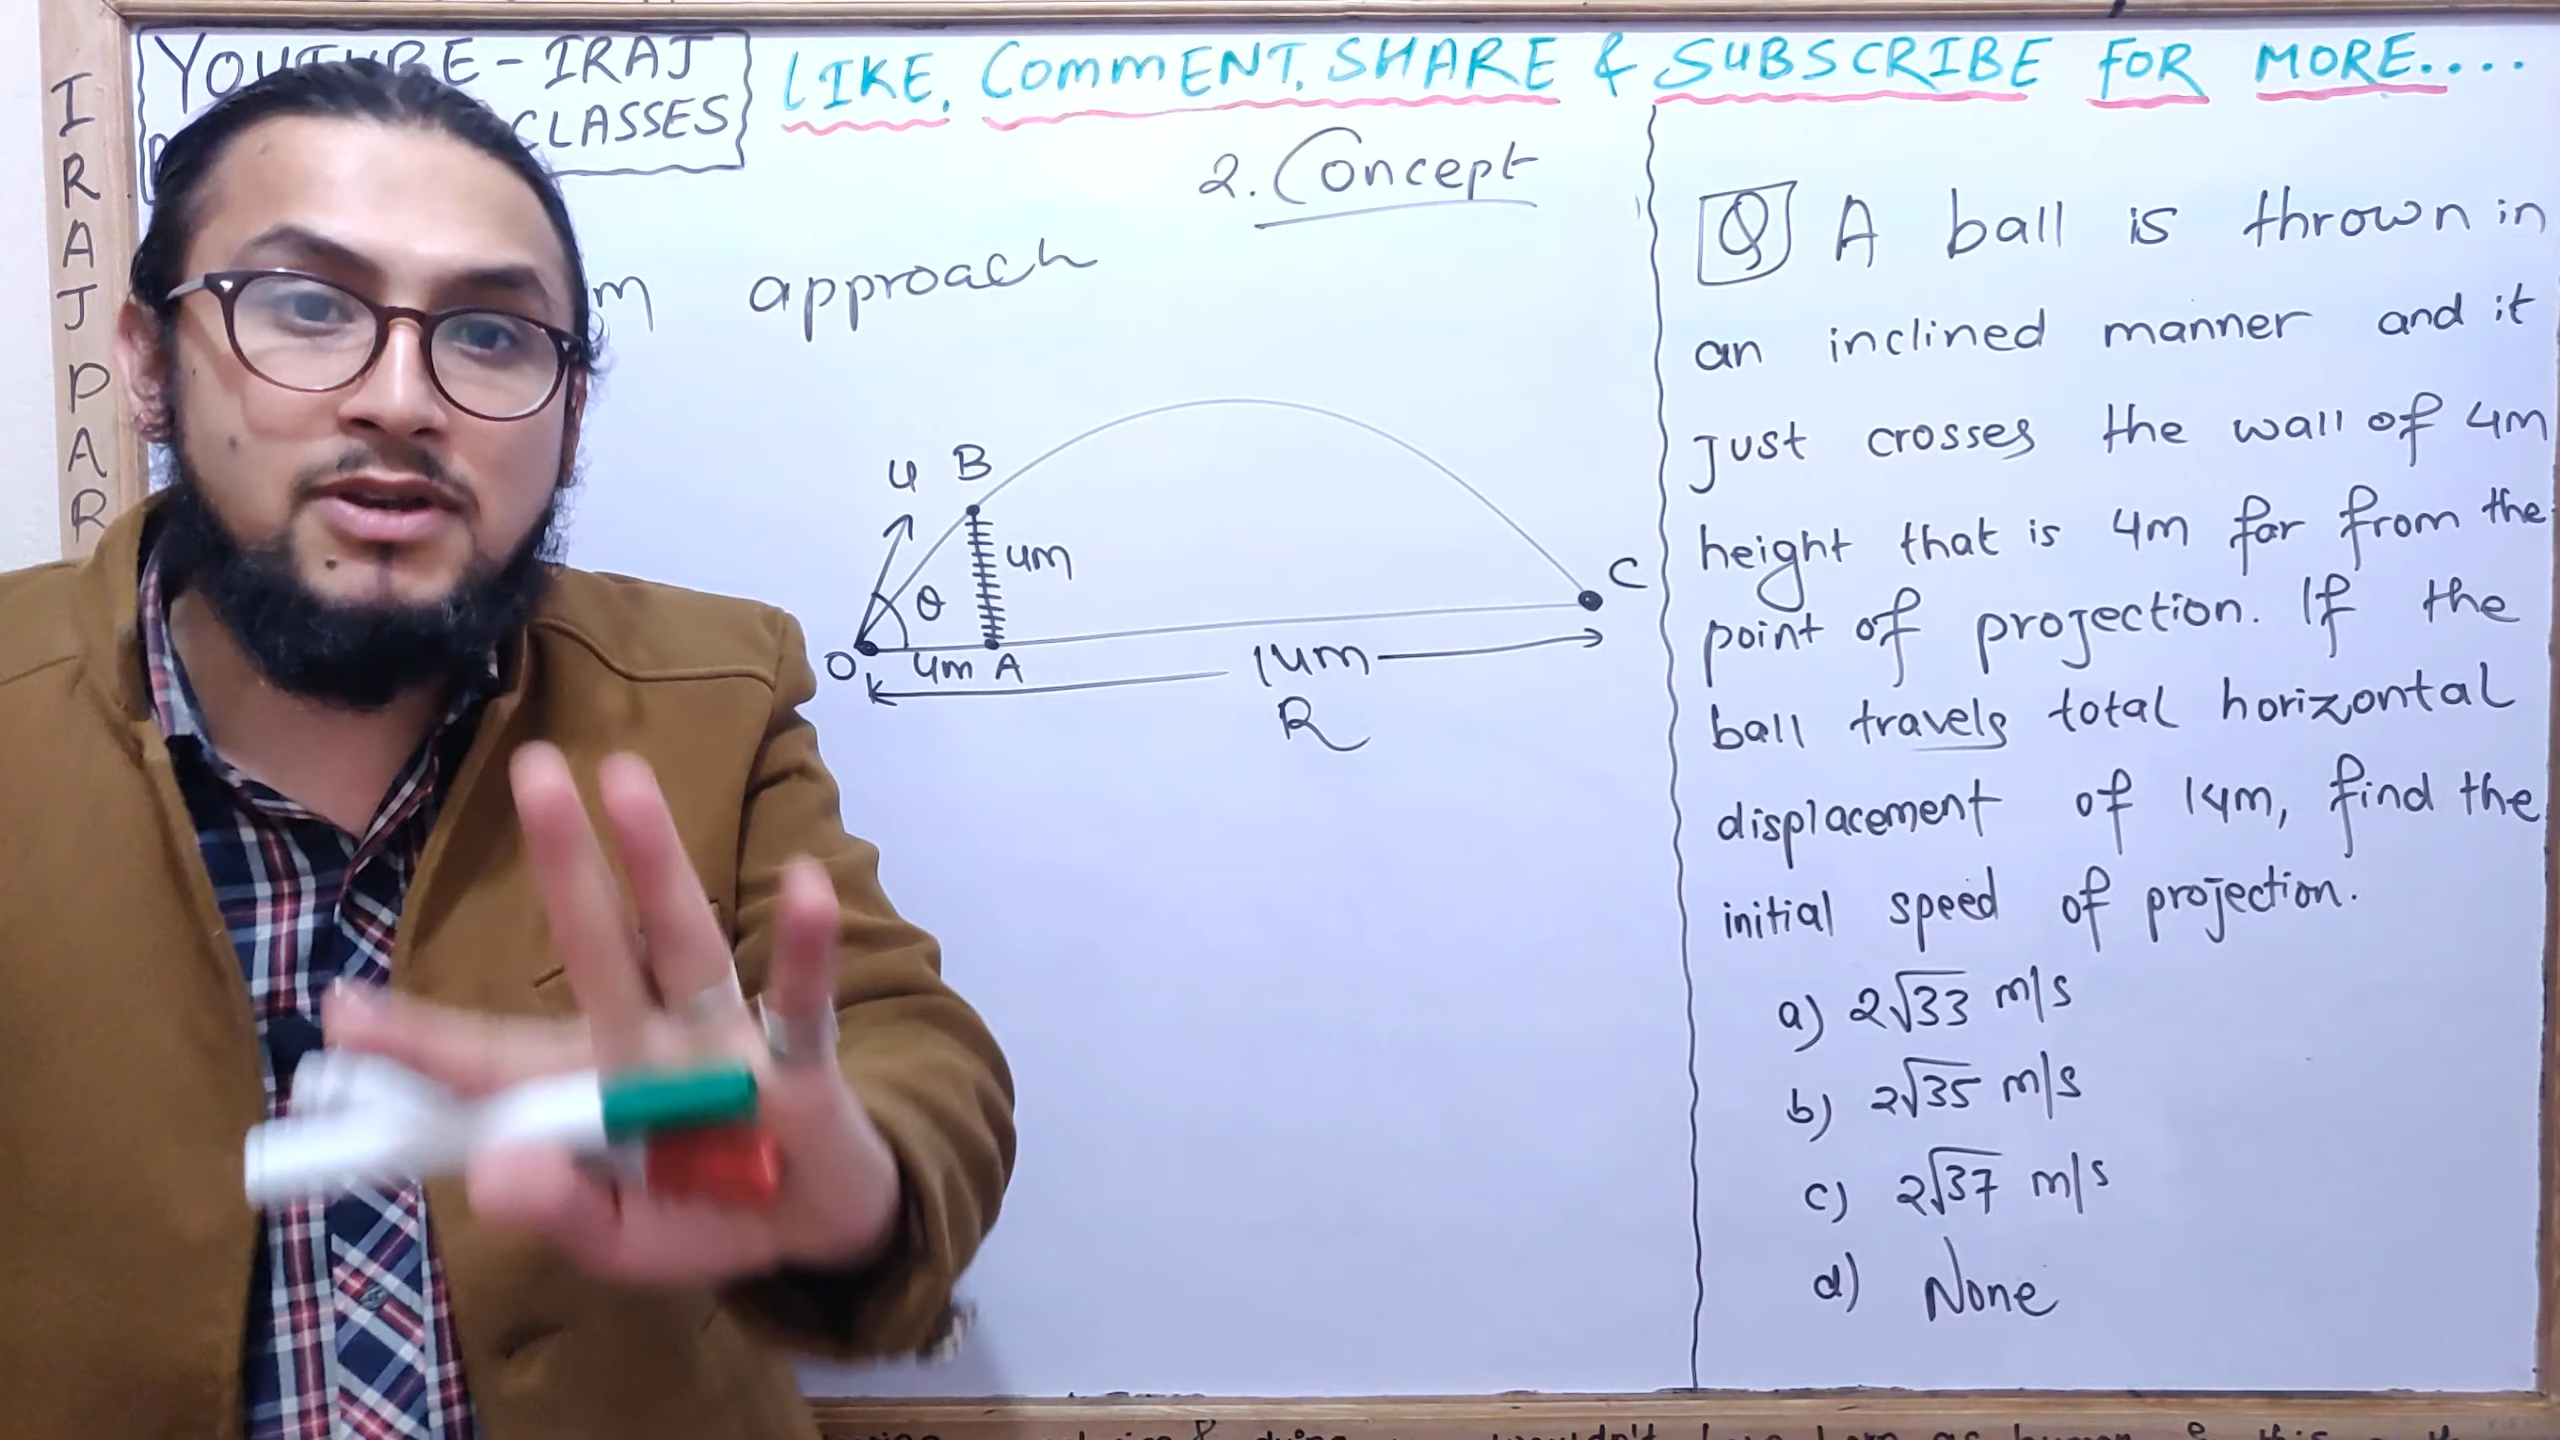 YOUTUBE - IRAJ
CLASSES
LIKE, COMMENT, SHARE & SUBSCRIBE FOR MORE....
IRAJ PAR
2. Concept
approach
u B
4m
θ
C
O 4m A
14m
R
Q A ball is thrown in
an inclined manner and it
just crosses the wall of 4m
height that is 4m far from the
point of projection. If the
ball travels total horizontal
displacement of 14m, find the
initial speed of projection.
a) 2√33 m/s
b) 2√35 m/s
c) 2√37 m/s
d) None